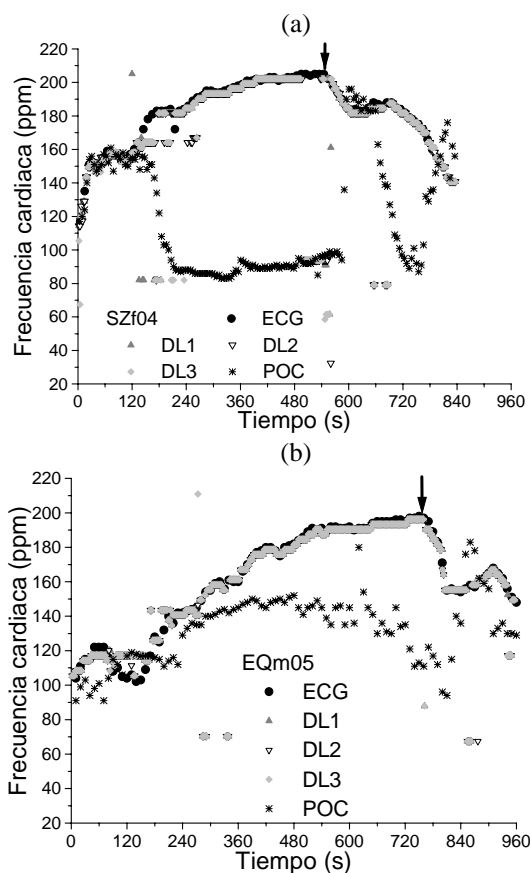 (a)
Frecuencia cardiaca (ppm)
220
200
180
160
140
120
100
80
60
40
20
SZf04
ECG
DL1
DL2
DL3
POC
0 120 240 360 480 600 720 840 960
Tiempo (s)
(b)
Frecuencia cardiaca (ppm)
220
200
180
160
140
120
100
80
60
40
20
EQm05
ECG
DL1
DL2
DL3
POC
0 120 240 360 480 600 720 840 960
Tiempo (s)